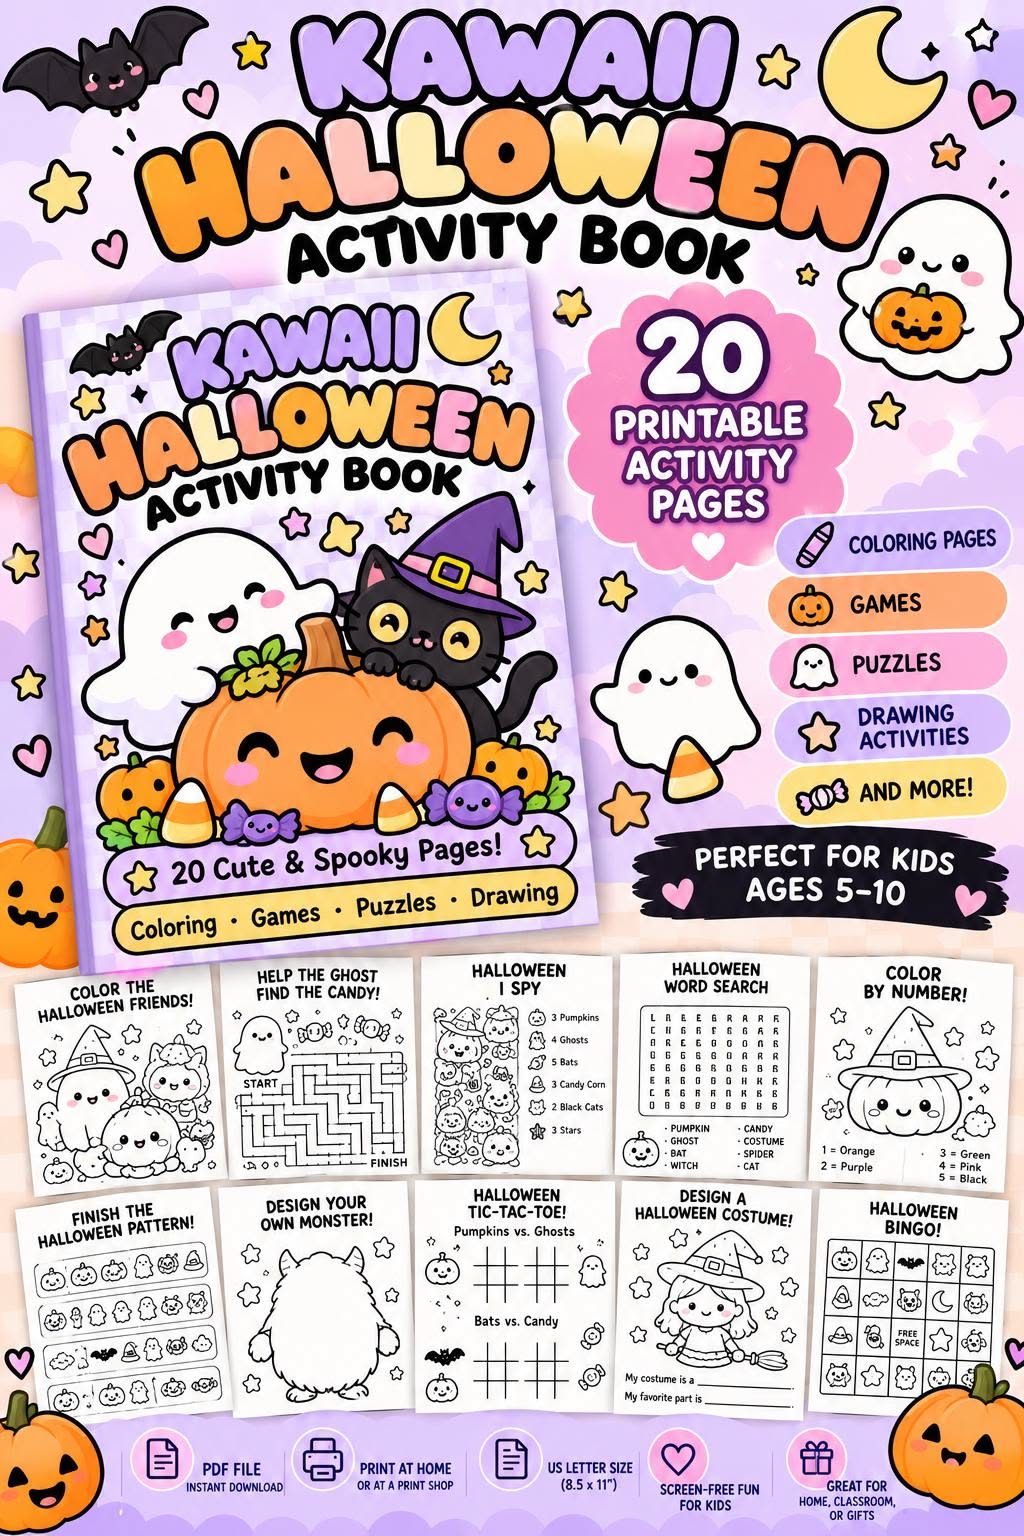 KAWAII
HALLOWEEN
ACTIVITY BOOK
KAWAII
HALLOWEEN
ACTIVITY BOOK
20 Cute & Spooky Pages!
Coloring • Games • Puzzles • Drawing
20
PRINTABLE
ACTIVITY
PAGES
COLORING PAGES
GAMES
PUZZLES
DRAWING
ACTIVITIES
AND MORE!
PERFECT FOR KIDS
AGES 5–10
COLOR THE
HALLOWEEN FRIENDS!
HELP THE GHOST
FIND THE CANDY!
START
FINISH
HALLOWEEN
I SPY
3 Pumpkins
4 Ghosts
5 Bats
3 Candy Corn
2 Black Cats
3 Stars
HALLOWEEN
WORD SEARCH
• PUMPKIN
• GHOST
• BAT
• WITCH
• CANDY
• COSTUME
• SPIDER
• CAT
COLOR
BY NUMBER!
1 = Orange
2 = Purple
3 = Green
4 = Pink
5 = Black
FINISH THE
HALLOWEEN PATTERN!
DESIGN YOUR
OWN MONSTER!
HALLOWEEN
TIC-TAC-TOE!
Pumpkins vs. Ghosts
Bats vs. Candy
DESIGN A
HALLOWEEN COSTUME!
My costume is a
My favorite part is
HALLOWEEN
BINGO!
FREE
SPACE
PDF FILE
INSTANT DOWNLOAD
PRINT AT HOME
OR AT A PRINT SHOP
US LETTER SIZE
(8.5 x 11")
SCREEN-FREE FUN
FOR KIDS
GREAT FOR
HOME, CLASSROOM,
OR GIFTS